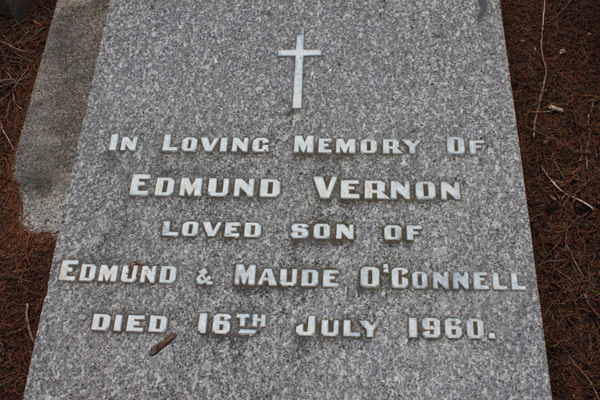 In Loving Memory Of
Edmund Vernon
loved son of
Edmund & Maude O'Connell
died 16th July 1960.